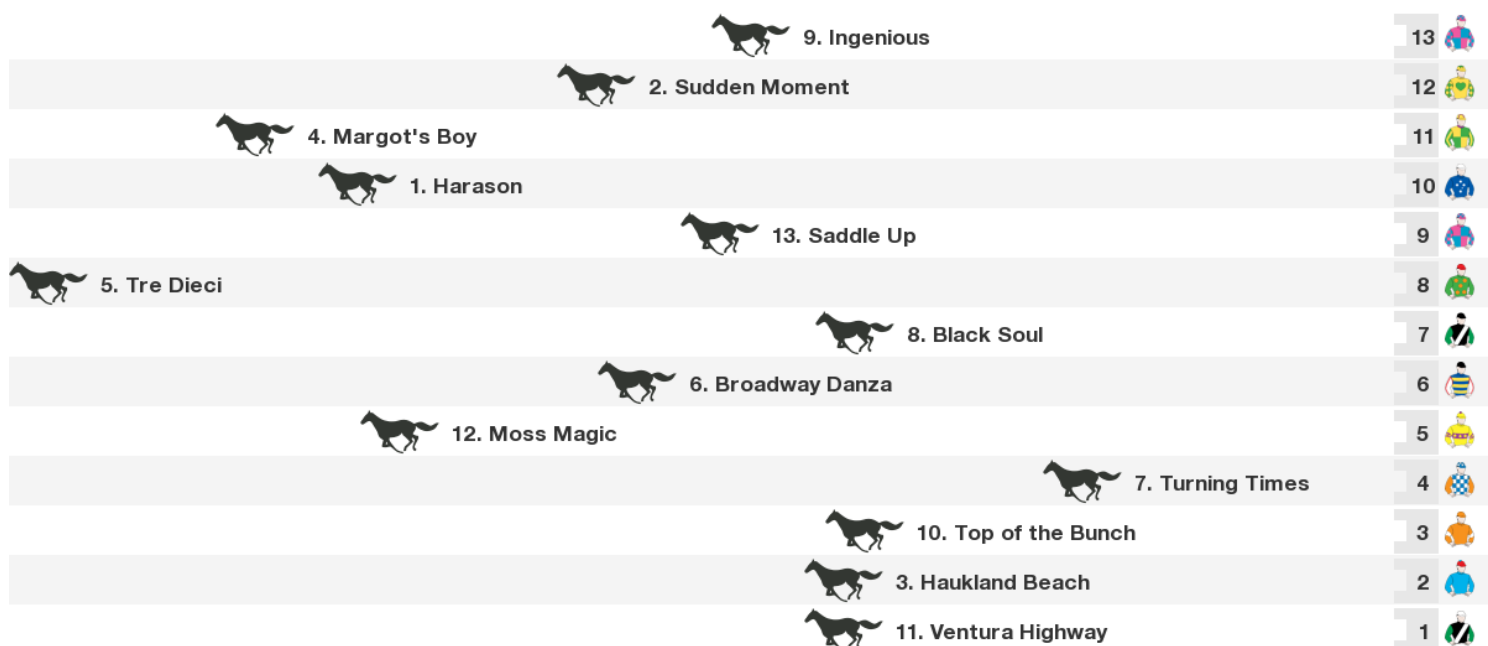 9. Ingenious 13
2. Sudden Moment 12
4. Margot's Boy 11
1. Harason 10
13. Saddle Up 9
5. Tre Dieci 8
8. Black Soul 7
6. Broadway Danza 6
12. Moss Magic 5
7. Turning Times 4
10. Top of the Bunch 3
3. Haukland Beach 2
11. Ventura Highway 1